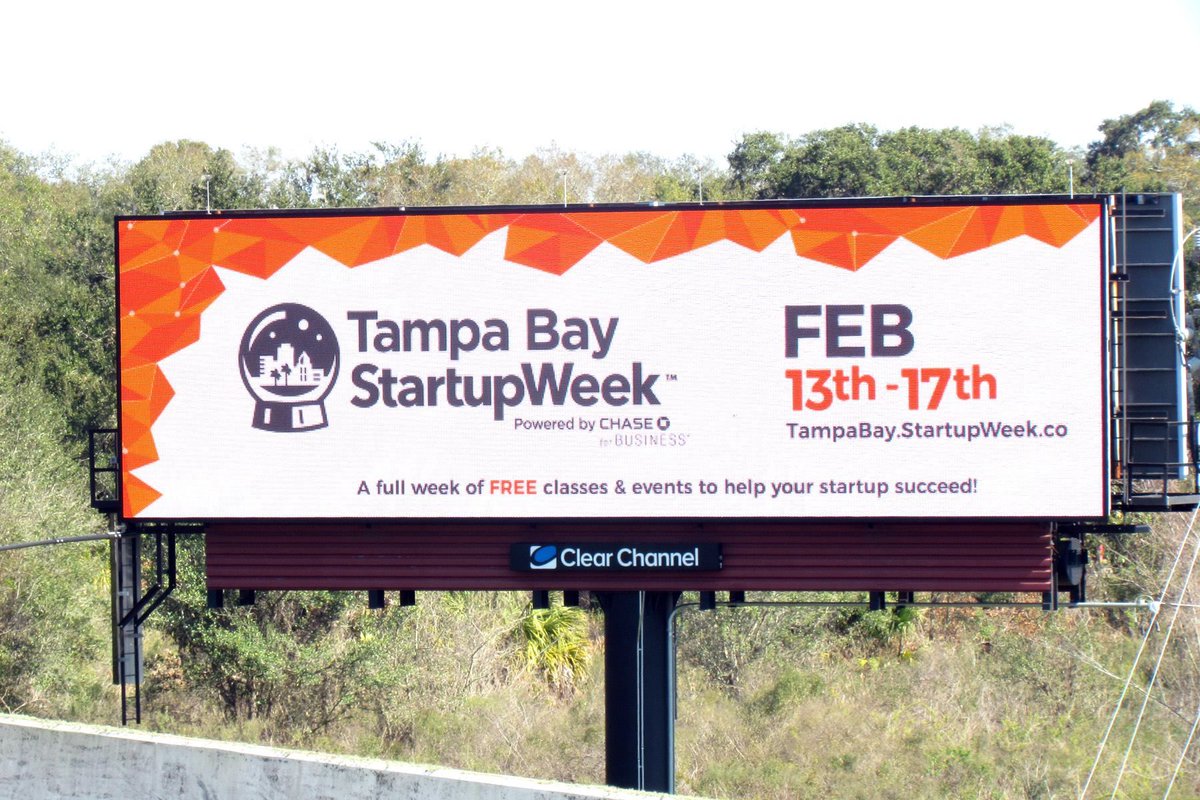 Tampa Bay
StartupWeek™
Powered by CHASE
for BUSINESS®
FEB
13th - 17th
TampaBay.StartupWeek.co
A full week of FREE classes & events to help your startup succeed!
Clear Channel